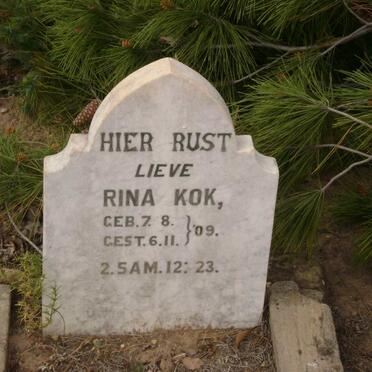 HIER RUST
LIEVE
RINA KOK,
GEB. 7. 8. } '09.
GEST. 6.11. }
2.SAM. 12: 23.